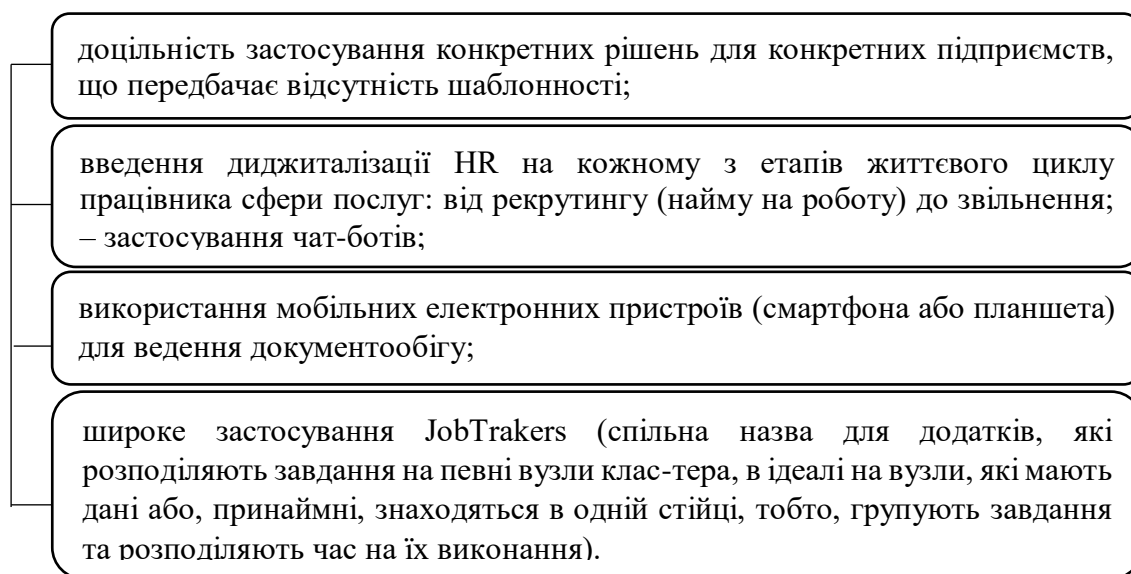 доцільність застосування конкретних рішень для конкретних підприємств,
що передбачає відсутність шаблонності;
введення диджиталізації HR на кожному з етапів життєвого циклу
працівника сфери послуг: від рекрутингу (найму на роботу) до звільнення;
– застосування чат-ботів;
використання мобільних електронних пристроїв (смартфона або планшета)
для ведення документообігу;
широке застосування JobTrakers (спільна назва для додатків, які
розподіляють завдання на певні вузли клас-тера, в ідеалі на вузли, які мають
дані або, принаймні, знаходяться в одній стійці, тобто, групують завдання
та розподіляють час на їх виконання).